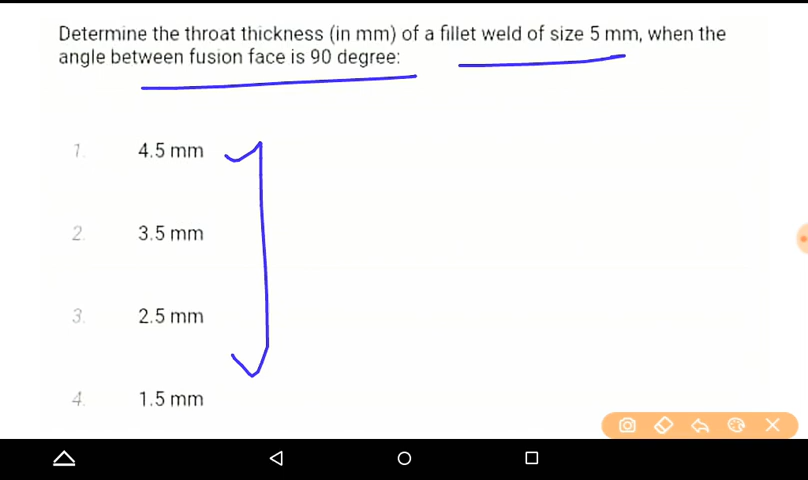 Determine the throat thickness (in mm) of a fillet weld of size 5 mm, when the
angle between fusion face is 90 degree:
1. 4.5 mm
2. 3.5 mm
3. 2.5 mm
4. 1.5 mm